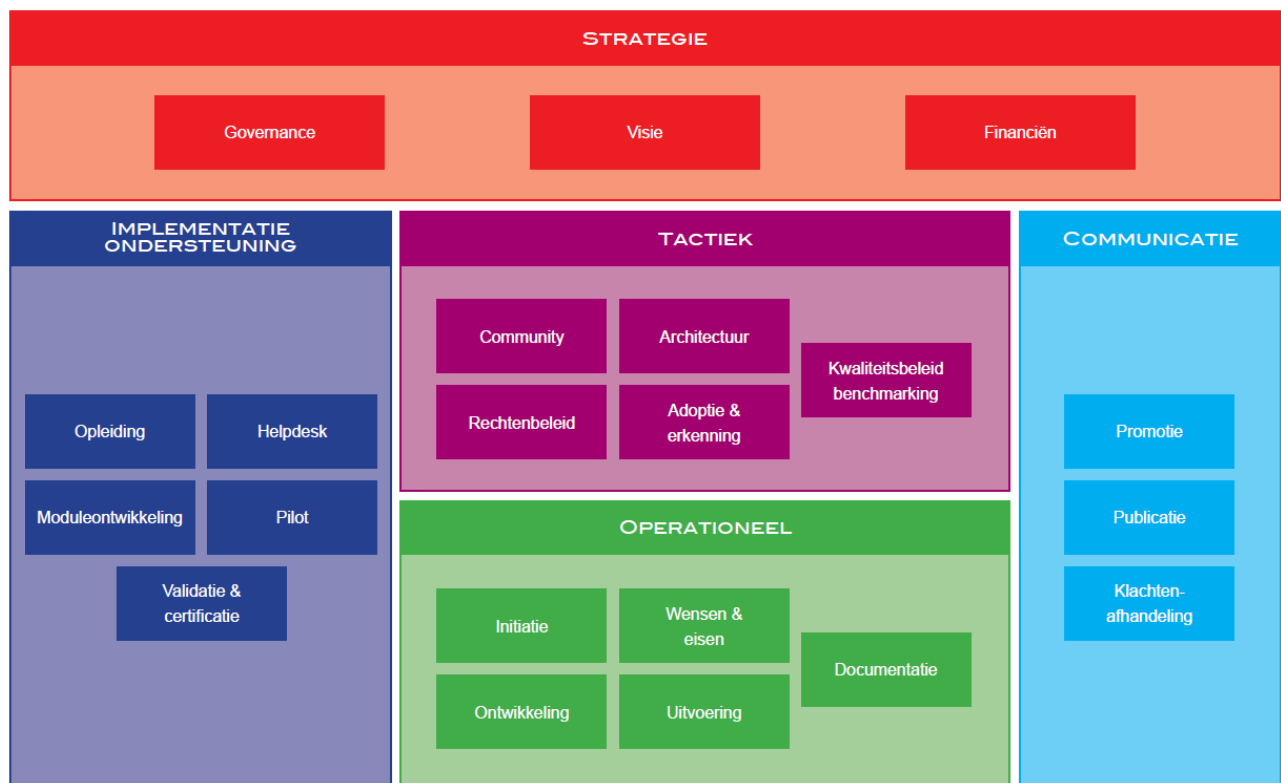 STRATEGIE
Governance
Visie
Financiën
IMPLEMENTATIE
ONDERSTEUNING
Opleiding
Helpdesk
Moduleontwikkeling
Pilot
Validatie &
certificatie
TACTIEK
Community
Architectuur
Rechtenbeleid
Adoptie &
erkenning
Kwaliteitsbeleid
benchmarking
OPERATIONEEL
Initiatie
Wensen &
eisen
Ontwikkeling
Uitvoering
Documentatie
COMMUNICATIE
Promotie
Publicatie
Klachten-
afhandeling